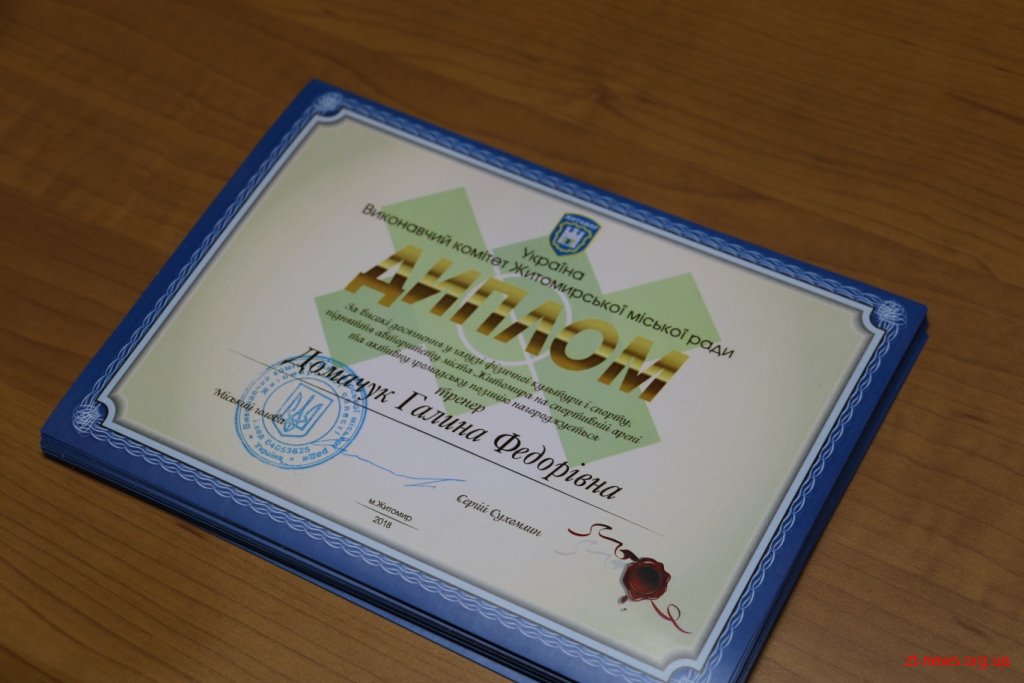 Україна
Виконавчий комітет Житомирської міської ради
ДИПЛОМ
За високі досягнення у галузі фізичної культури і спорту,
підняття авторитету міста Житомира на спортивній арені
та активну громадську позицію нагороджується
тренер
Домачук Галина Федорівна
Міський голова
Сергій Сухомлин
м.Житомир
2018
04053625
zt.news.org.ua